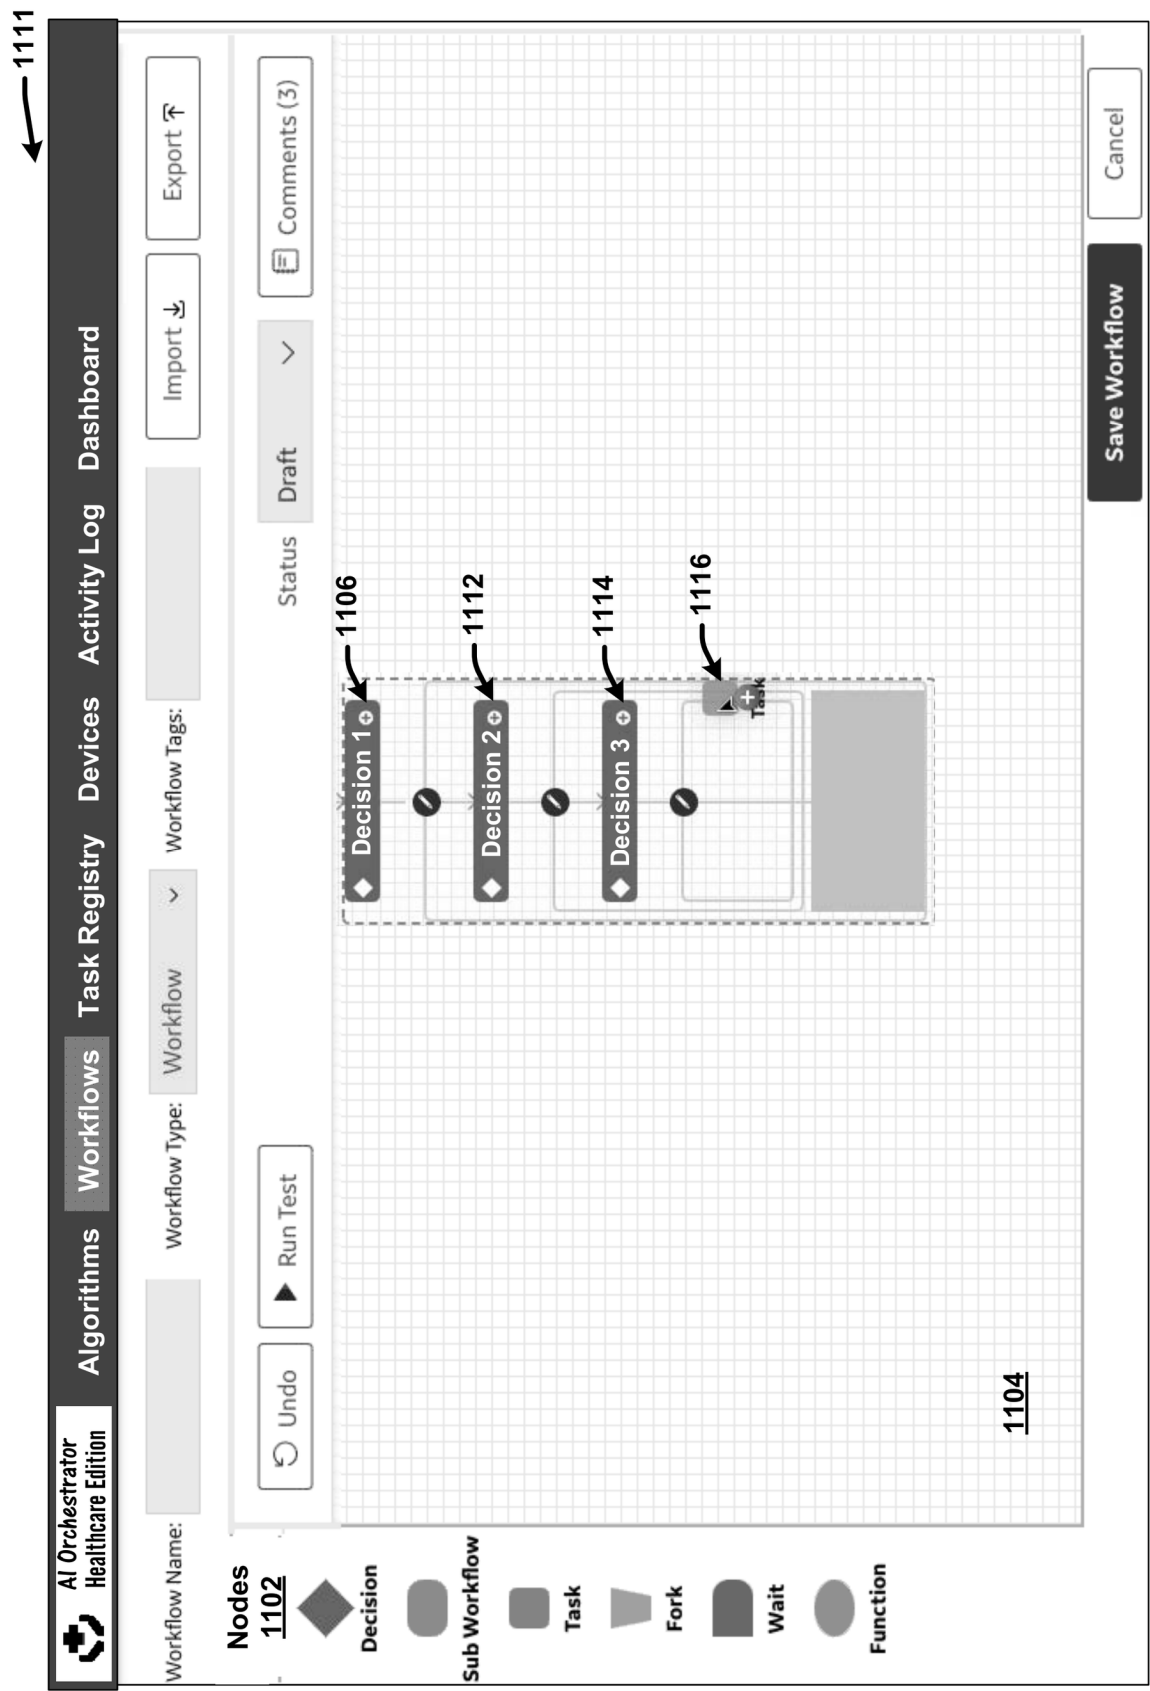 1111
AI Orchestrator
Healthcare Edition
Algorithms Workflows Task Registry Devices Activity Log Dashboard
Workflow Name: Workflow Type: Workflow Workflow Tags: Import Export
Nodes
1102
Undo Run Test Status Draft Comments (3)
Decision
Sub Workflow
Task
Fork
Wait
Function
Decision 1
1106
Decision 2
1112
Decision 3
1114
Task
1116
1104
Save Workflow Cancel